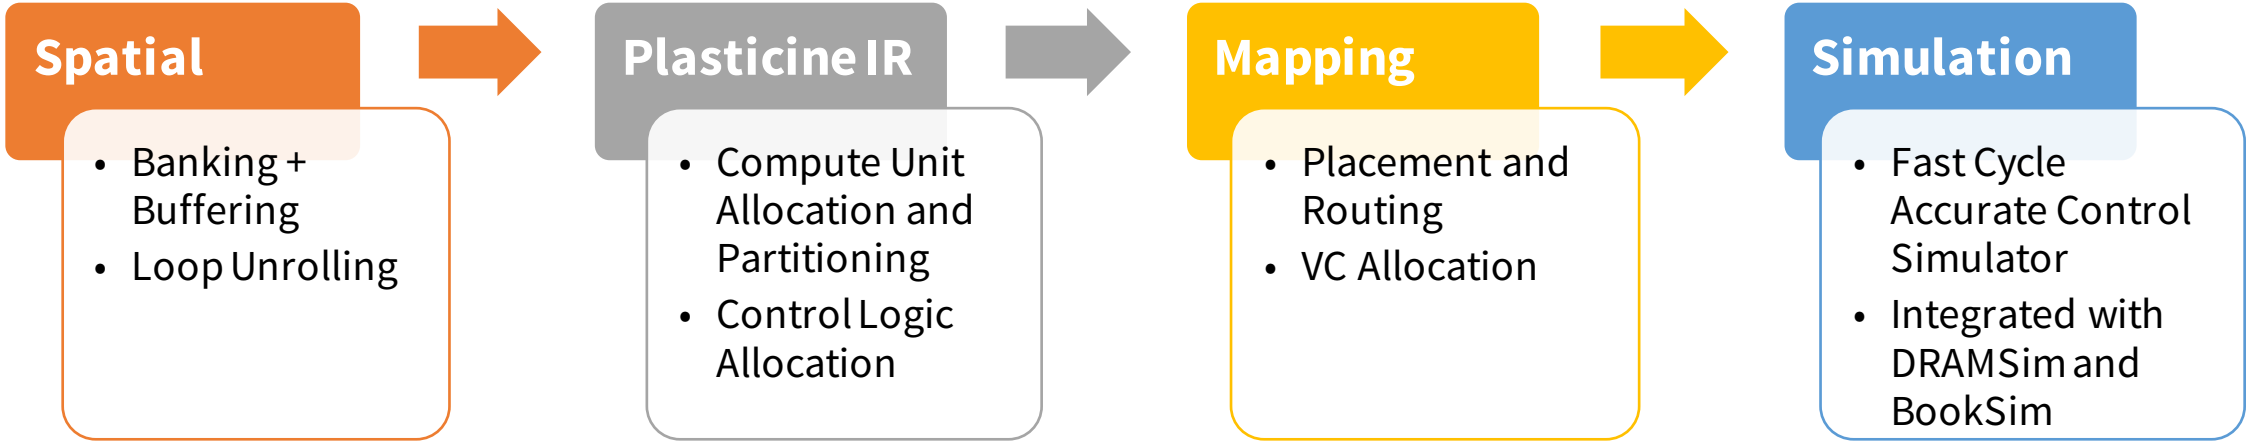 Spatial
• Banking +
Buffering
• Loop Unrolling
Plasticine IR
• Compute Unit
Allocation and
Partitioning
• Control Logic
Allocation
Mapping
• Placement and
Routing
• VC Allocation
Simulation
• Fast Cycle
Accurate Control
Simulator
• Integrated with
DRAMSim and
BookSim